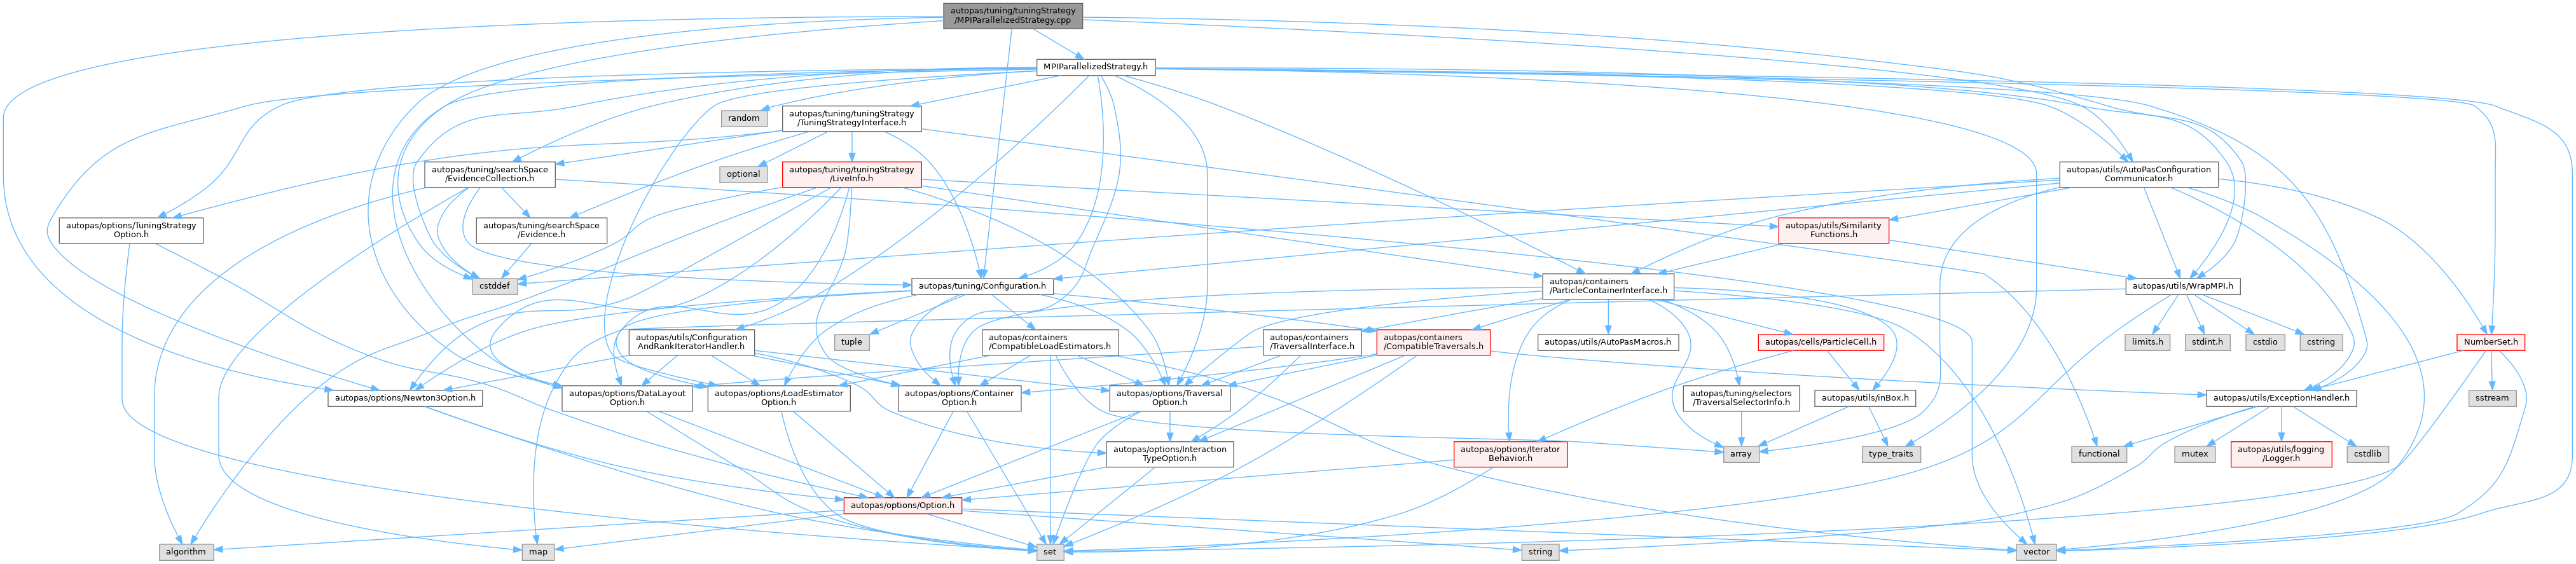 autopas/tuning/tuningStrategy
/MPIParallelizedStrategy.cpp
MPIParallelizedStrategy.h
random
autopas/tuning/tuningStrategy
/TuningStrategyInterface.h
optional
autopas/tuning/searchSpace
/EvidenceCollection.h
autopas/tuning/tuningStrategy
/LiveInfo.h
autopas/utils/AutoPasConfiguration
Communicator.h
autopas/options/TuningStrategy
Option.h
autopas/tuning/searchSpace
/Evidence.h
autopas/utils/Similarity
Functions.h
cstddef
autopas/tuning/Configuration.h
autopas/containers
/ParticleContainerInterface.h
autopas/utils/WrapMPI.h
autopas/utils/Configuration
AndRankIteratorHandler.h
tuple
autopas/containers
/CompatibleLoadEstimators.h
autopas/containers
/TraversalInterface.h
autopas/containers
/CompatibleTraversals.h
autopas/utils/AutoPasMacros.h
autopas/cells/ParticleCell.h
limits.h
stdint.h
cstdio
cstring
NumberSet.h
autopas/options/Newton3Option.h
autopas/options/DataLayout
Option.h
autopas/options/LoadEstimator
Option.h
autopas/options/Container
Option.h
autopas/options/Traversal
Option.h
autopas/tuning/selectors
/TraversalSelectorInfo.h
autopas/utils/inBox.h
autopas/utils/ExceptionHandler.h
sstream
autopas/options/Interaction
TypeOption.h
autopas/options/Iterator
Behavior.h
array
type_traits
functional
mutex
autopas/utils/logging
/Logger.h
cstdlib
autopas/options/Option.h
algorithm
map
set
string
vector